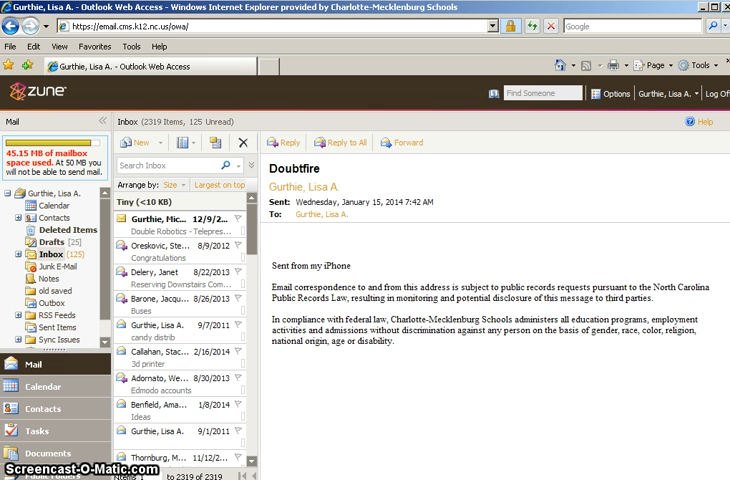 Gurthie, Lisa A. - Outlook Web Access - Windows Internet Explorer provided by Charlotte-Mecklenburg Schools
https://email.cms.k12.nc.us/owa/
Google
File Edit View Favorites Tools Help
Gurthie, Lisa A. - Outlook Web Access
Page Tools
zune
Find Someone Options Gurthie, Lisa A. Log Of
Mail
Inbox (2319 Items, 125 Unread)
Help
45.15 MB of mailbox
space used. At 50 MB you
will not be able to send mail.
Gurthie, Lisa A.
Calendar
Contacts
Deleted Items
Drafts [25]
Inbox (125)
Junk E-Mail
Notes
old saved
Outbox
RSS Feeds
Sent Items
Sync Issues
Mail
Calendar
Contacts
Tasks
Documents
Public Folders
New
Search Inbox
Arrange by: Size Largest on top
Tiny (<10 KB)
Gurthie, Mic... 12/9/2...
Double Robotics - Telepres...
Oreskovic, Ste... 8/9/2012
Congratulations
Delery, Janet 8/22/2013
Reserving Downstairs Com...
Barone, Jacqu... 8/26/2013
Buses
Gurthie, Lisa A. 9/7/2011
candy distrib
Callahan, Stac... 2/16/2014
3d printer
Adornato, We... 8/30/2013
Edmodo accounts
Benfield, Ama... 1/8/2014
Ideas
Gurthie, Lisa A. 9/1/2011
Thornburg, M... 11/12/2...
Items 1 to 2319 of 2319
Reply Reply to All Forward
Doubtfire
Gurthie, Lisa A.
Sent: Wednesday, January 15, 2014 7:42 AM
To: Gurthie, Lisa A.
Sent from my iPhone
Email correspondence to and from this address is subject to public records requests pursuant to the North Carolina
Public Records Law, resulting in monitoring and potential disclosure of this message to third parties.
In compliance with federal law, Charlotte-Mecklenburg Schools administers all education programs, employment
activities and admissions without discrimination against any person on the basis of gender, race, color, religion,
national origin, age or disability.
Screencast-O-Matic.com